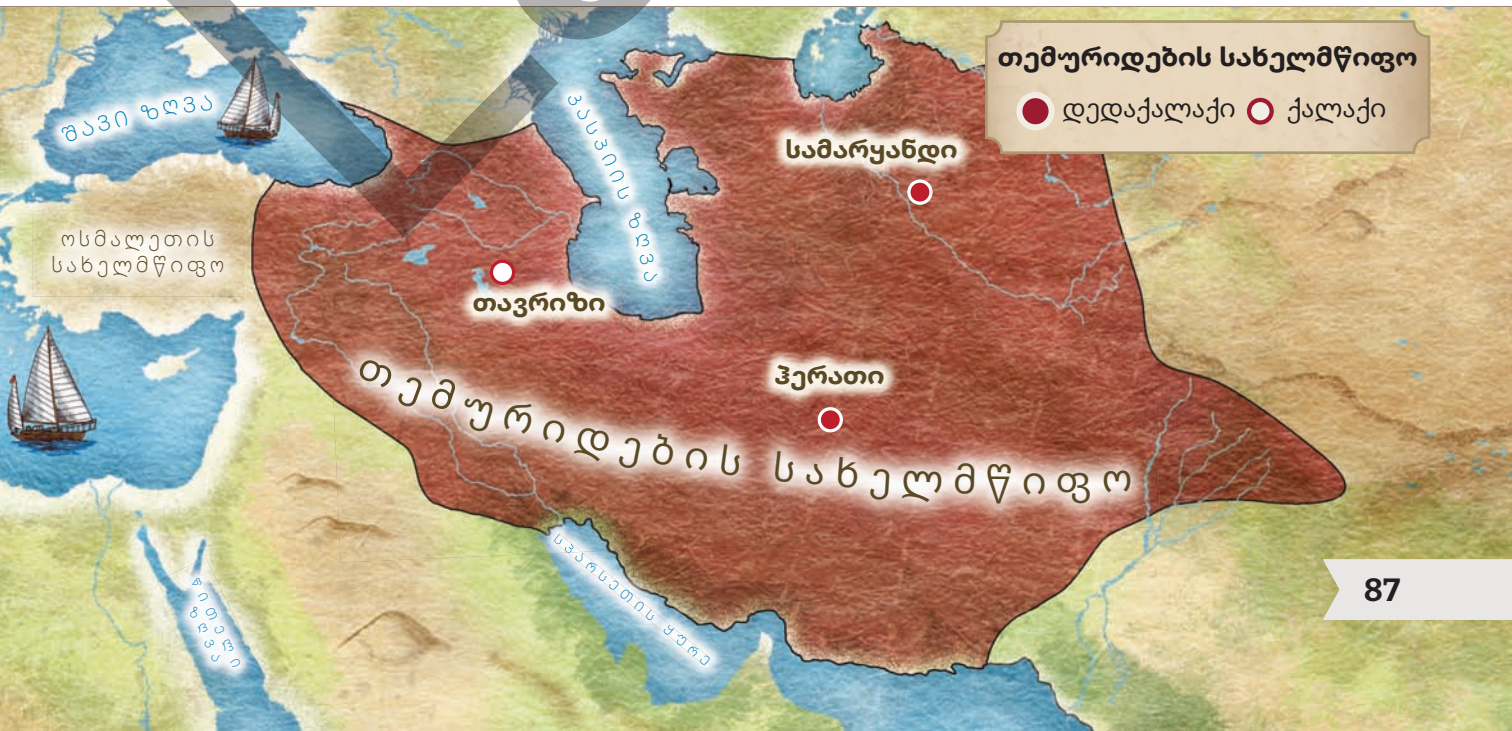 თემურიდების სახელმწიფო
დედაქალაქი
ქალაქი
შავი ზღვა
კასპიის ზღვა
სამარყანდი
ოსმალეთის
სახელმწიფო
თავრიზი
ჰერათი
თემურიდების სახელმწიფო
სპარსეთის ყურე
წითელი
ზღვა
87